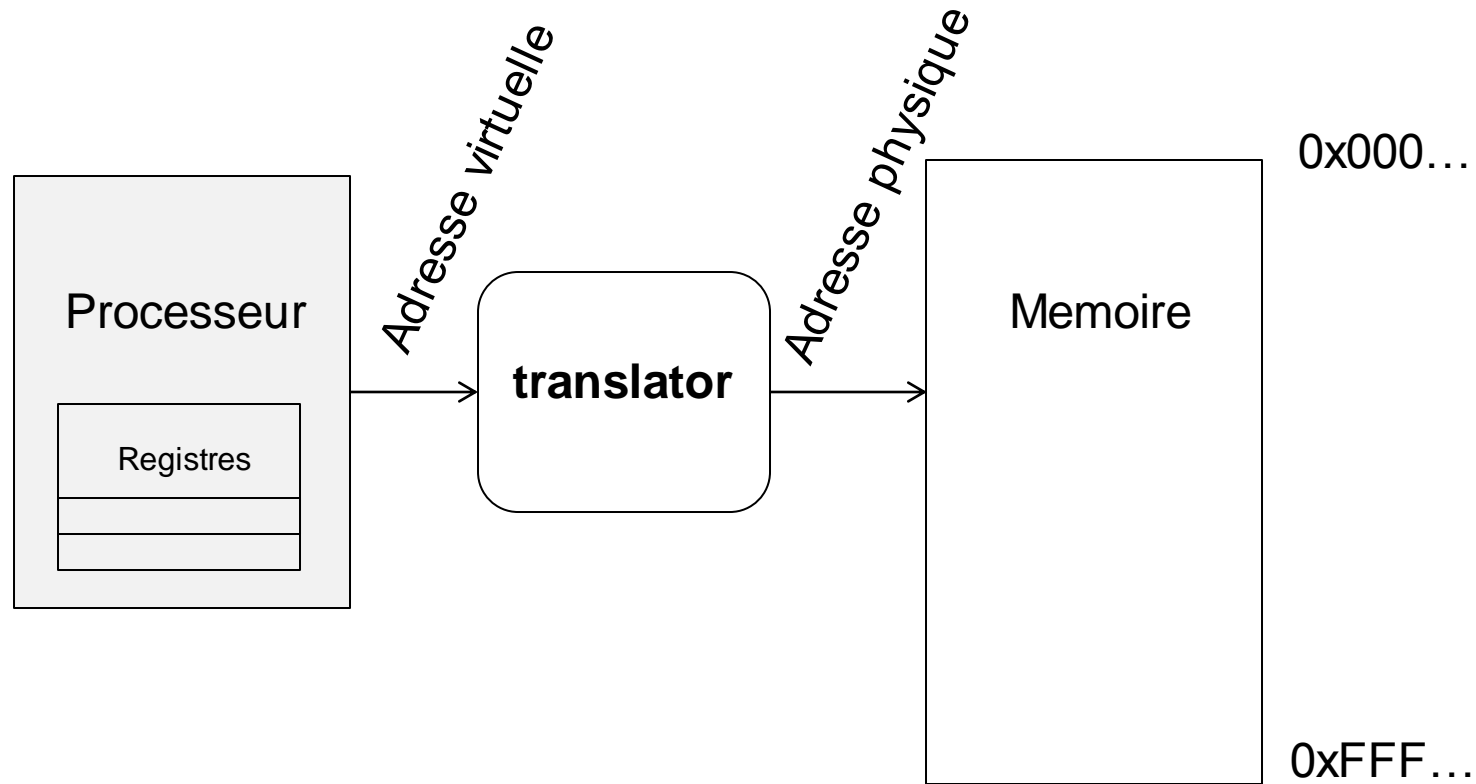 Adresse virtuelle
Adresse physique
0x000…
Processeur
translator
Memoire
Registres
0xFFF…